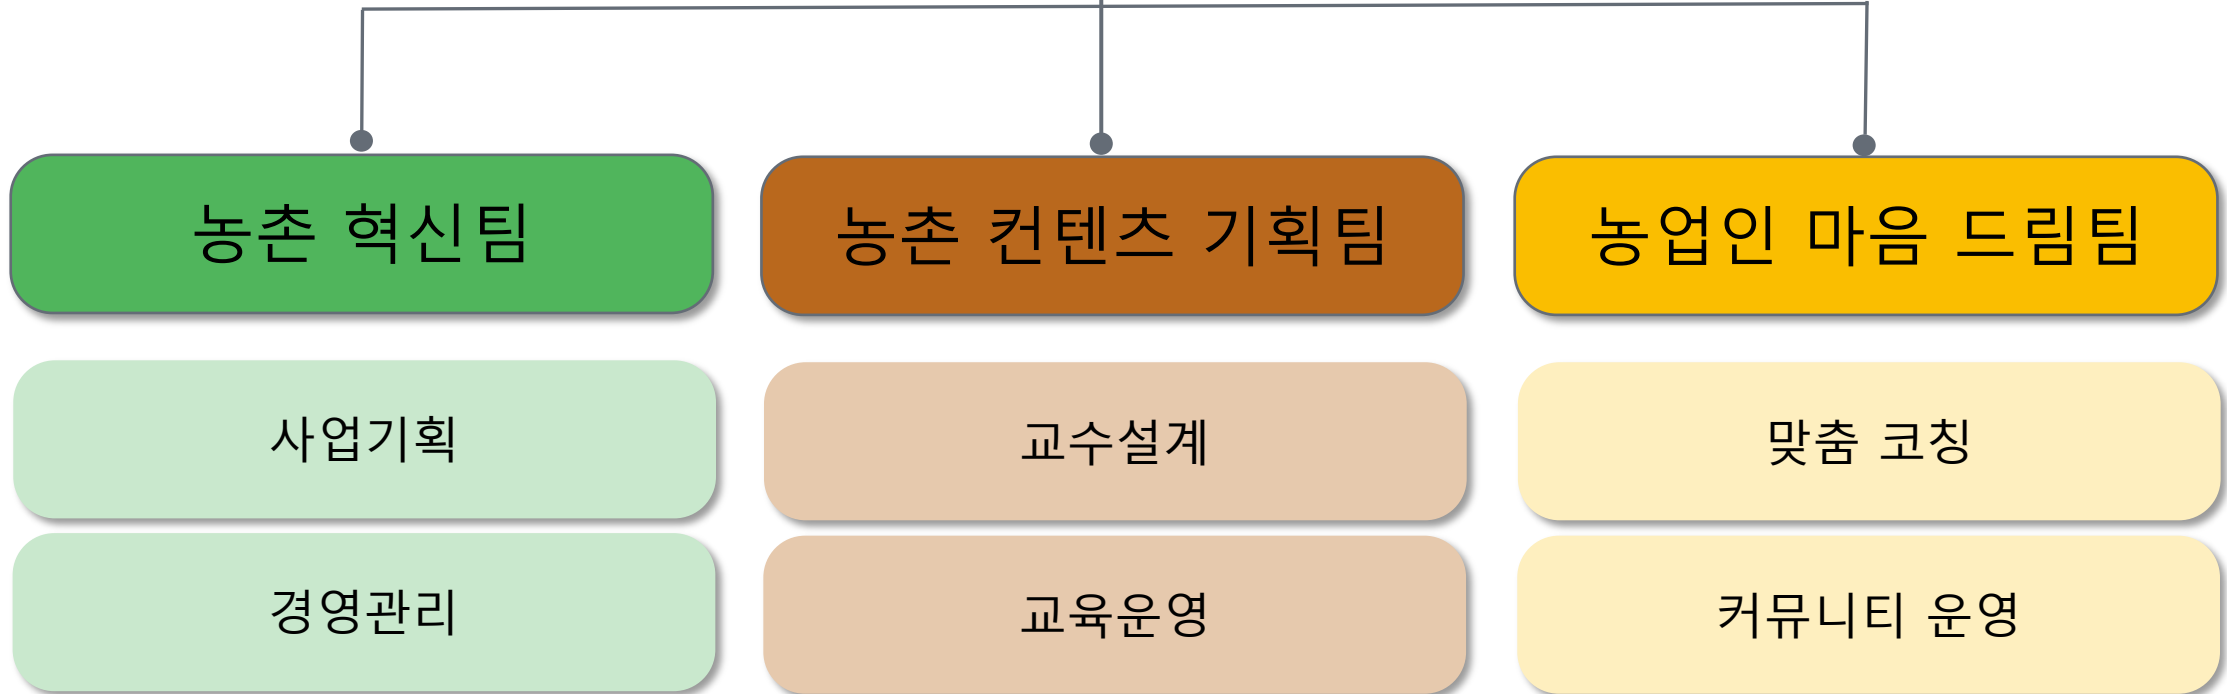 농촌 혁신팀
농촌 컨텐츠 기획팀
농업인 마음 드림팀
사업기획
교수설계
맞춤 코칭
경영관리
교육운영
커뮤니티 운영